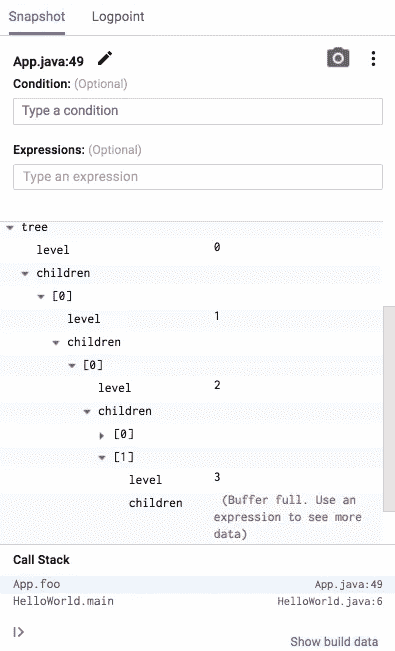 Snapshot Logpoint
App.java:49
Condition: (Optional)
Type a condition
Expressions: (Optional)
Type an expression
tree
level 0
children
[0]
level 1
children
[0]
level 2
children
[0]
[1]
level 3
children (Buffer full. Use an
expression to see more
data)
Call Stack
App.foo App.java:49
HelloWorld.main HelloWorld.java:6
Show build data